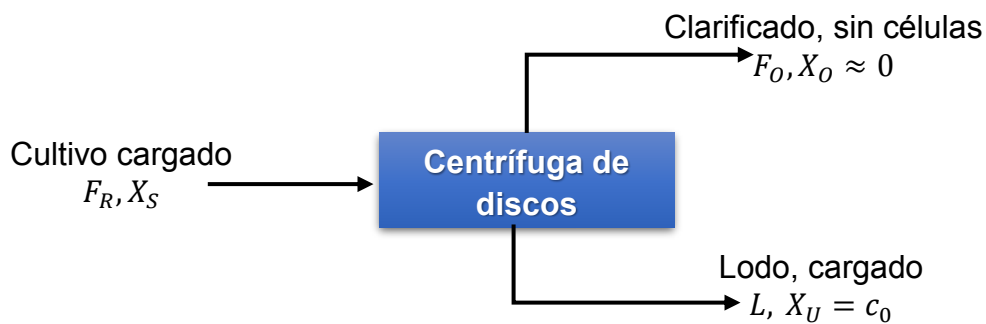 Clarificado, sin células
F_O, X_O ≈ 0
Cultivo cargado
F_R, X_S
Centrífuga de
discos
Lodo, cargado
L, X_U = c_0